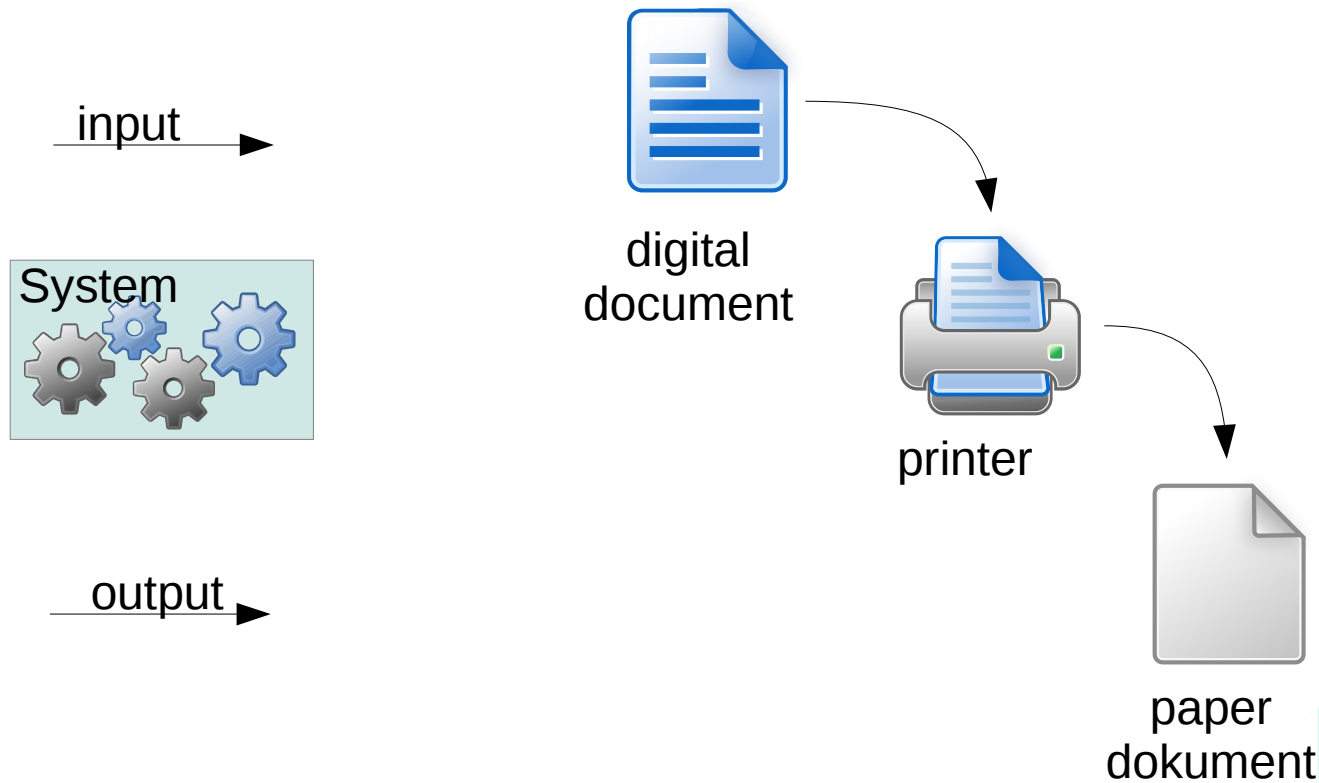 input
System
output
digital
document
printer
paper
dokument